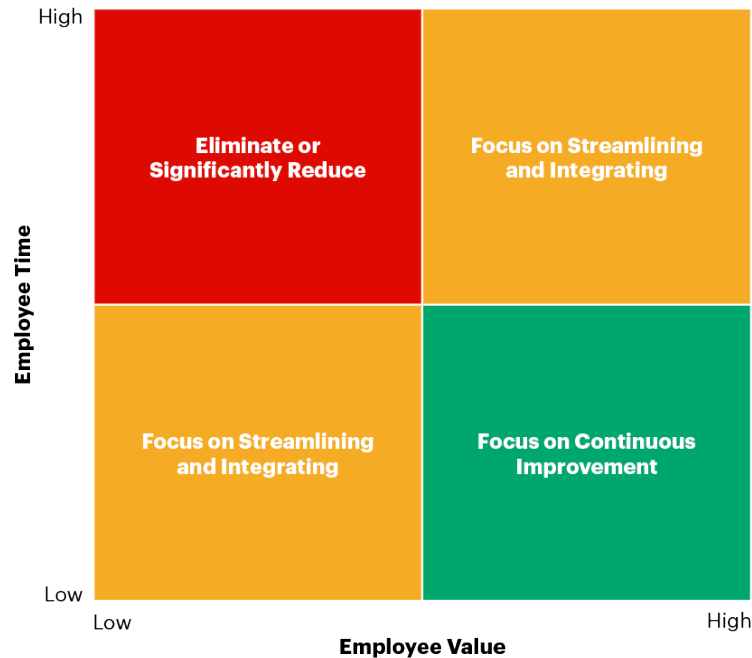 High
Eliminate or
Significantly Reduce
Focus on Streamlining
and Integrating
Employee Time
Focus on Streamlining
and Integrating
Focus on Continuous
Improvement
Low
Low
High
Employee Value